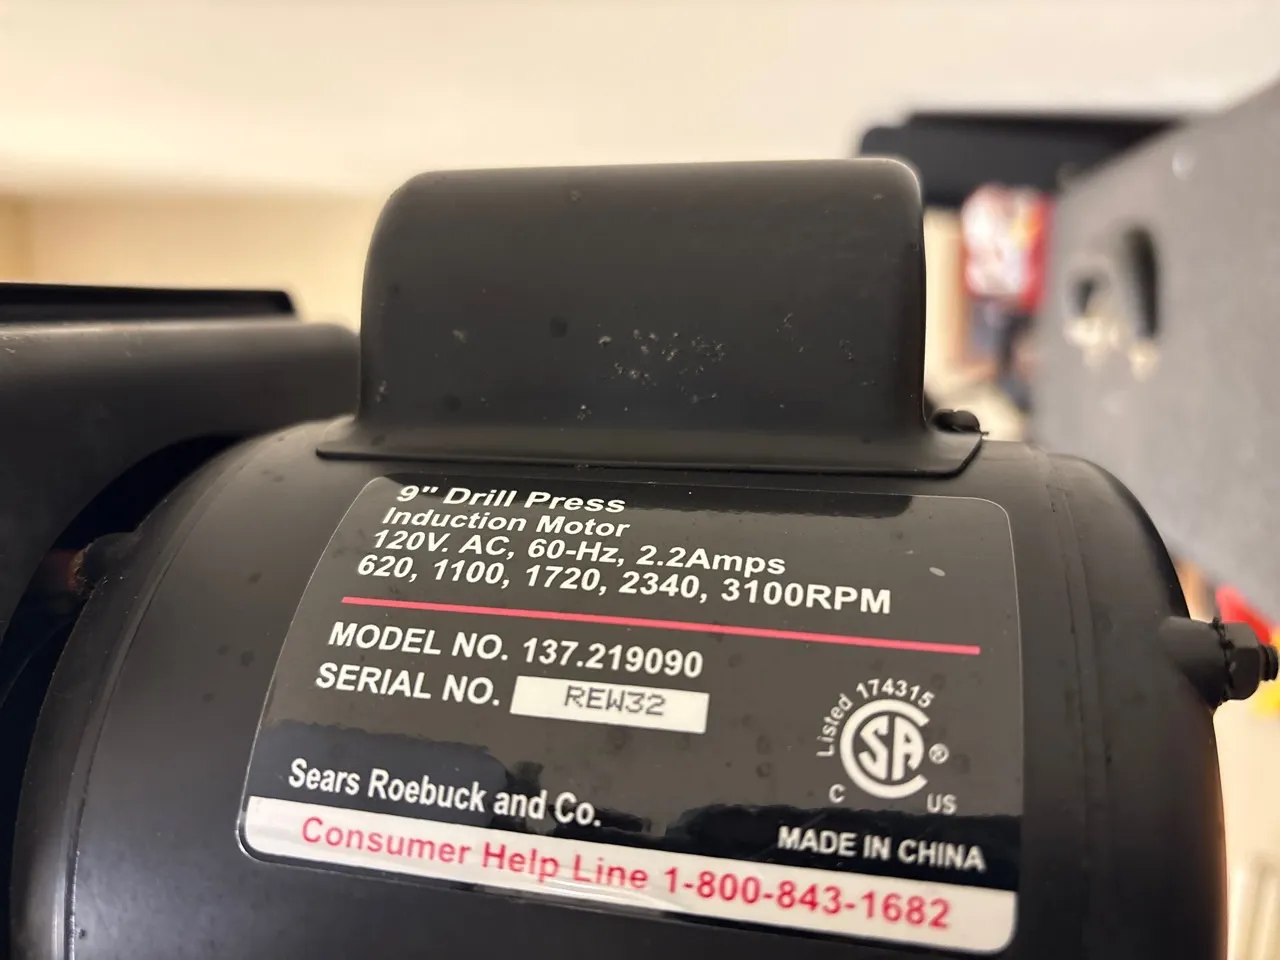 9" Drill Press
Induction Motor
120V. AC, 60-Hz, 2.2Amps
620, 1100, 1720, 2340, 3100RPM
MODEL NO. 137.219090
SERIAL NO. REW32
Listed 174315
SA ®
C US
Sears Roebuck and Co.
MADE IN CHINA
Consumer Help Line 1-800-843-1682